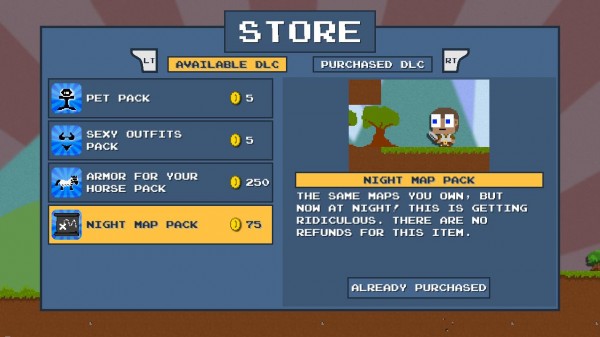 STORE
LT
AVAILABLE DLC
PURCHASED DLC
RT
PET PACK
5
SEXY OUTFITS
PACK
5
ARMOR FOR YOUR
HORSE PACK
250
NIGHT MAP PACK
75
NIGHT MAP PACK
THE SAME MAPS YOU OWN, BUT
NOW AT NIGHT! THIS IS GETTING
RIDICULOUS. THERE ARE NO
REFUNDS FOR THIS ITEM.
ALREADY PURCHASED